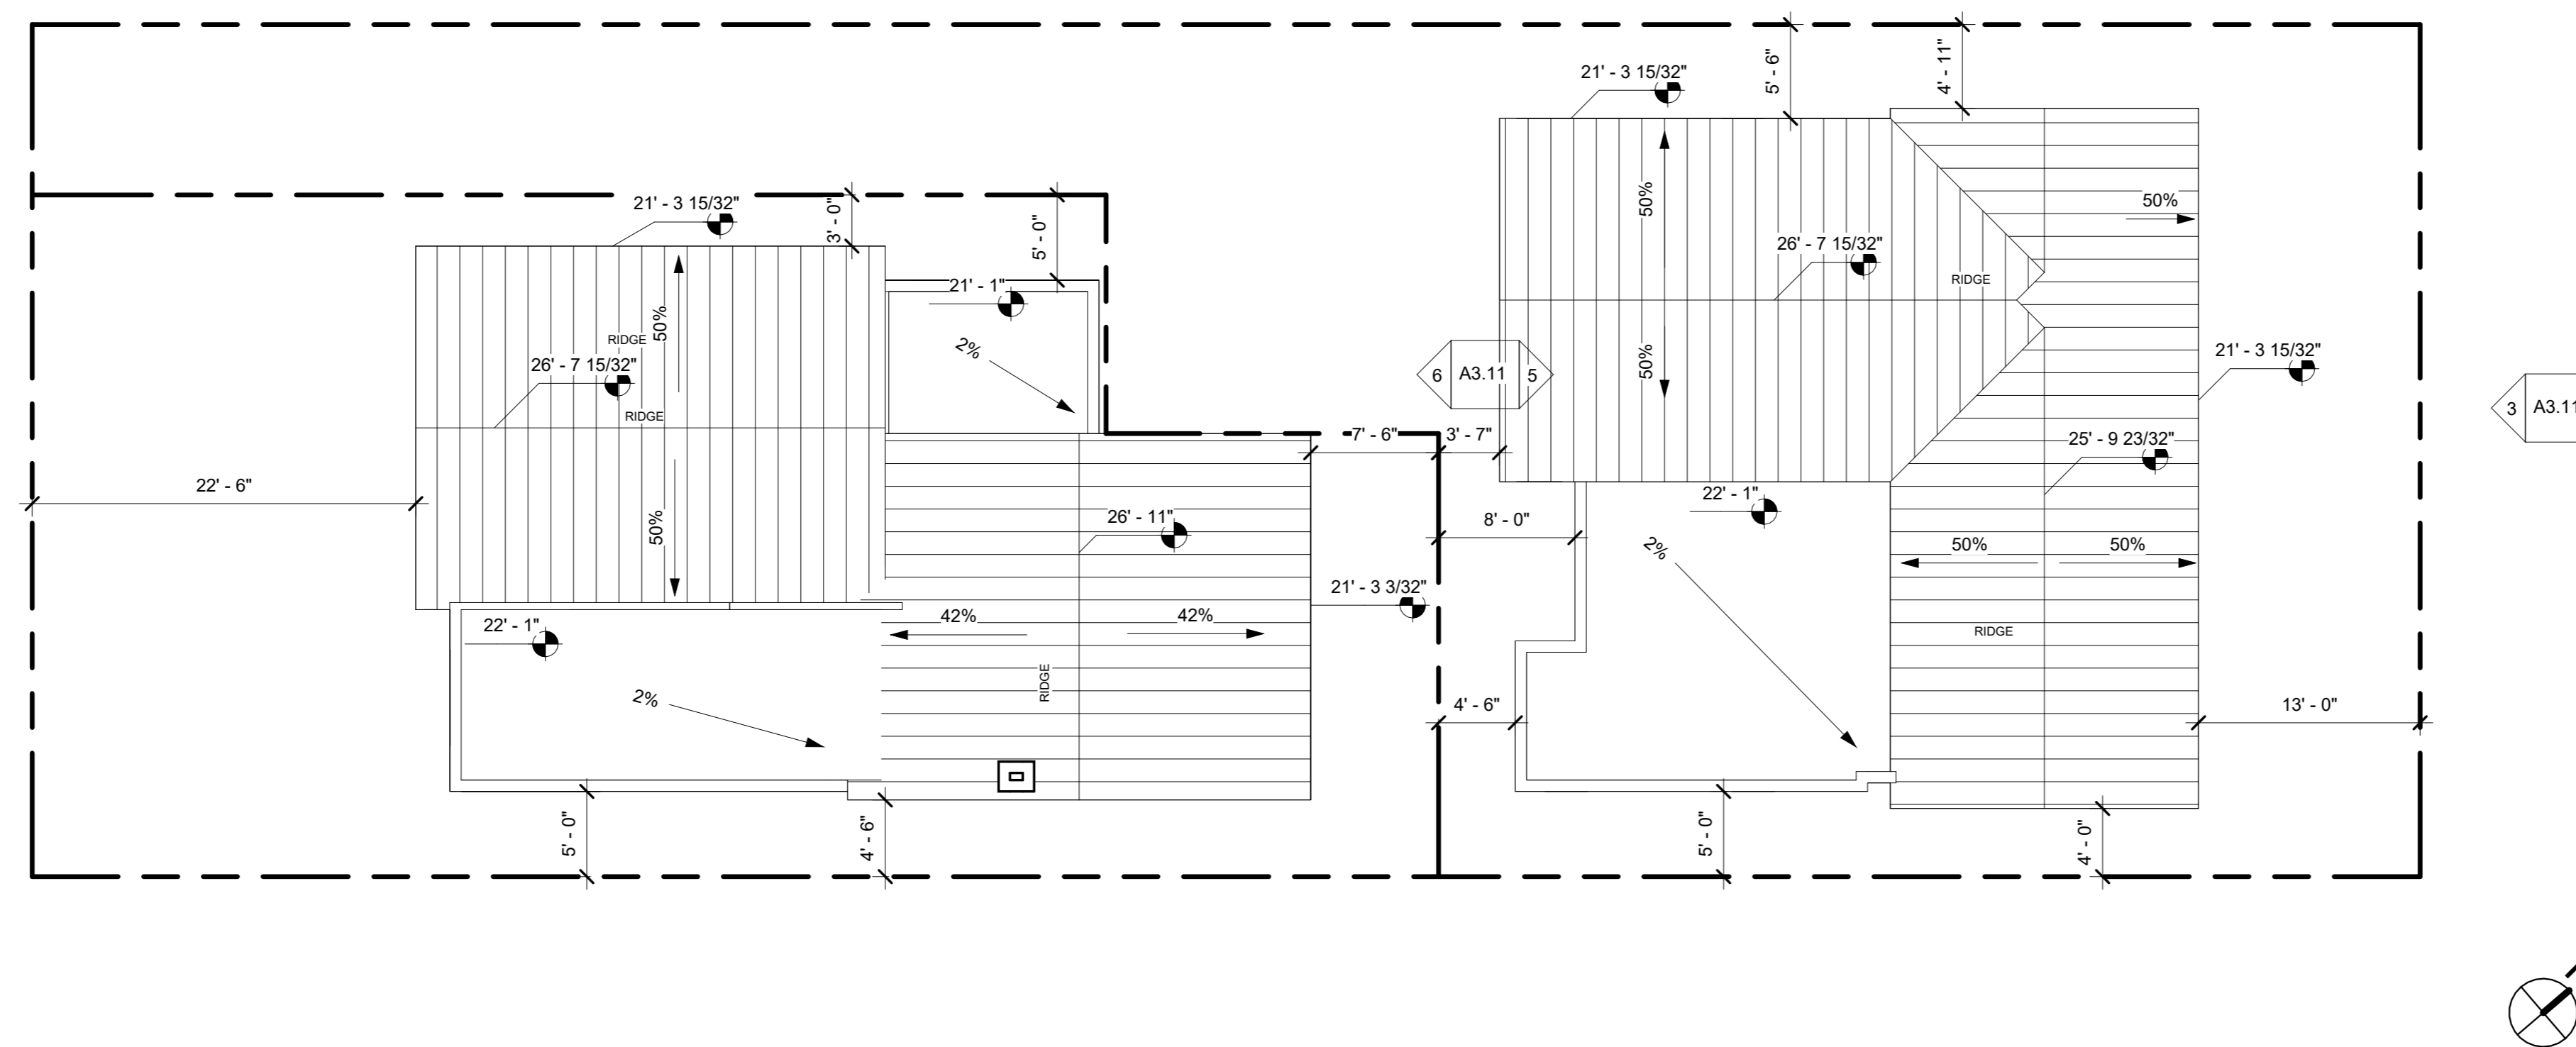 5' - 6"
4' - 11"
21' - 3 15/32"
21' - 3 15/32"
3' - 0"
5' - 0"
50%
50%
26' - 7 15/32"
RIDGE
21' - 1"
2%
50%
RIDGE
26' - 7 15/32"
RIDGE
50%
21' - 3 15/32"
6
A3.11
5
3
A3.11
7' - 6"
3' - 7"
25' - 9 23/32"
22' - 6"
50%
26' - 11"
22' - 1"
8' - 0"
2%
50%
50%
21' - 3 3/32"
22' - 1"
42%
42%
RIDGE
RIDGE
2%
4' - 6"
13' - 0"
5' - 0"
4' - 6"
5' - 0"
4' - 0"